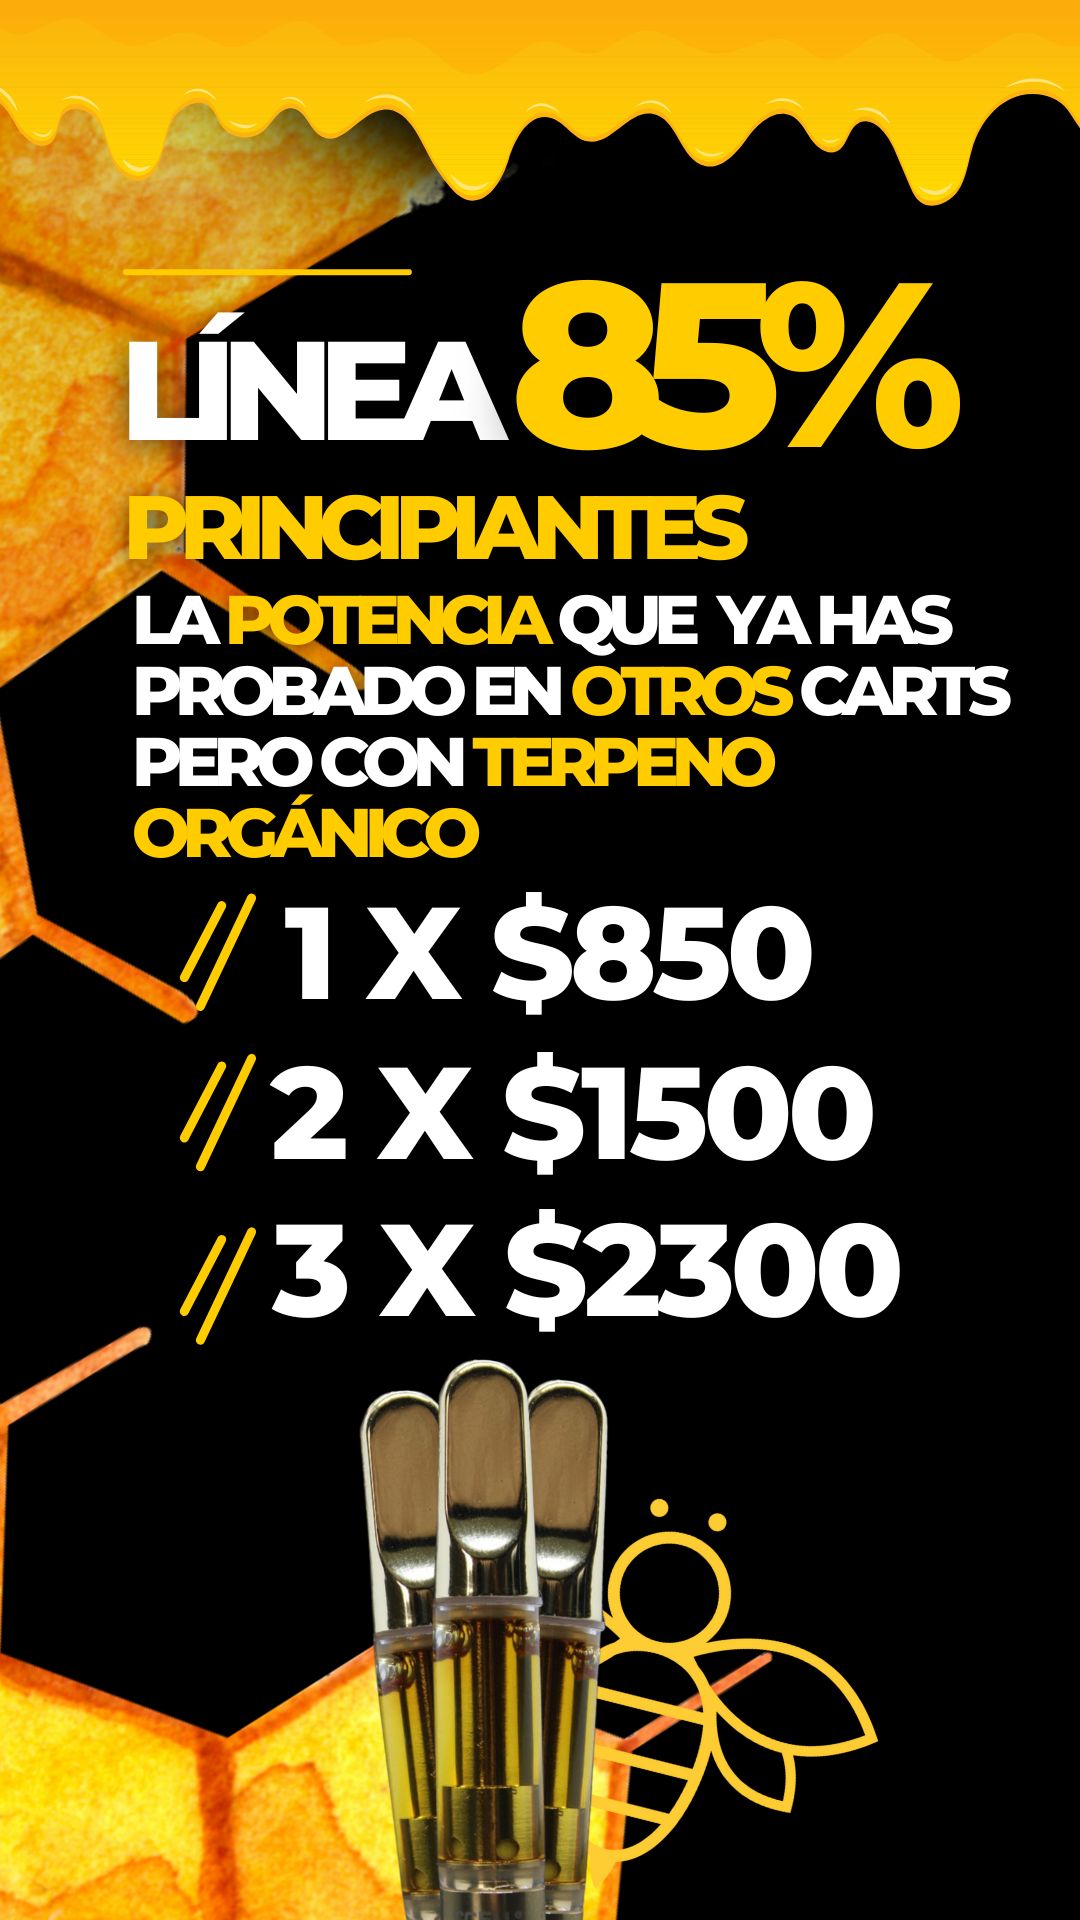 LÍNEA 85%
PRINCIPIANTES
LA POTENCIA QUE YA HAS
PROBADO EN OTROS CARTS
PERO CON TERPENO
ORGÁNICO
// 1 X $850
// 2 X $1500
// 3 X $2300